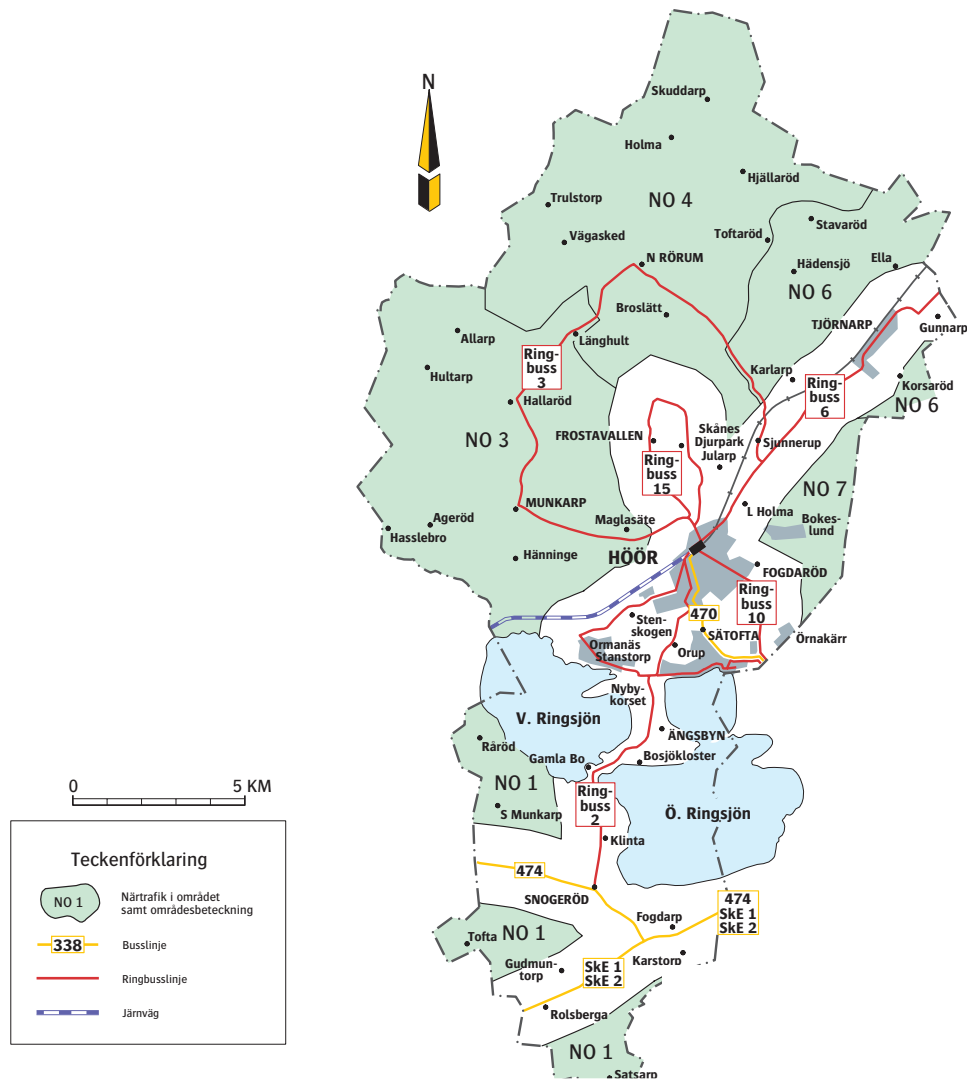 N
Skuddarp
Holma
Hjällaröd
Trulstorp
NO 4
Stavaröd
Vägasked
Toftaröd
N RÖRUM
Ella
Hädensjö
NO 6
Broslätt
TJÖRNARP
Gunnarp
Allarp
Länghult
Ring-
buss
3
Hultarp
Karlarp
Korsaröd
Ring-
buss
6
NO 6
Hallaröd
NO 3
FROSTAVALLEN
Skånes
Djurpark
Jularp
Sjunnerup
Ring-
buss
15
NO 7
MUNKARP
L Holma
Ageröd
Hasslebro
Maglasäte
Bokes-
lund
HÖÖR
Hänninge
FOGDARÖD
Ring-
buss
10
470
Sten-
skogen
SÄTOFTA
Örnakärr
Ormanäs
Stanstorp
Orup
Nyby-
korset
V. Ringsjön
ÄNGSBYN
Råröd
Gamla Bo
Bosjökloster
NO 1
Ring-
buss
2
Ö. Ringsjön
S Munkarp
Klinta
0
5 KM
474
SNOGERÖD
474
SkE 1
SkE 2
Fogdarp
NO 1
Tofta
Gudmun-
torp
SkE 1
SkE 2
Karstorp
Rolsberga
NO 1
Satsarp
Teckenförklaring
NO 1
Närtrafik i området
samt områdesbeteckning
338
Busslinje
Ringbusslinje
Järnväg